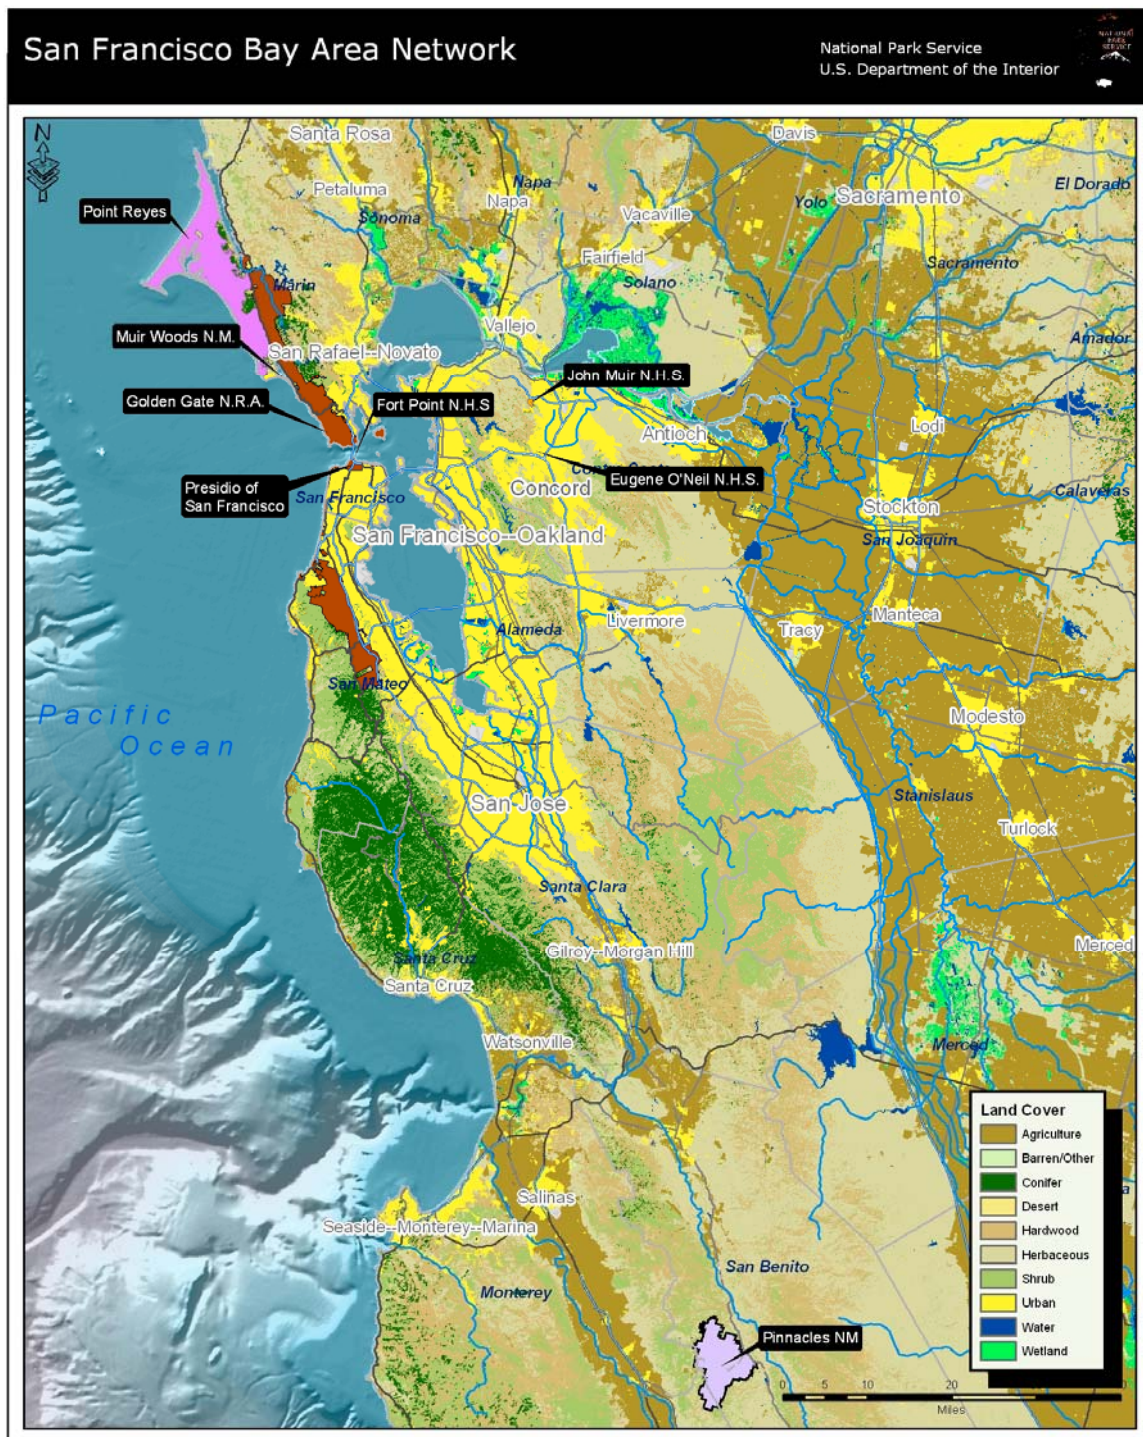 San Francisco Bay Area Network
National Park Service
U.S. Department of the Interior
NATIONAL
PARK
SERVICE
N
Santa Rosa
Davis
Petaluma
Napa
Napa
Sonoma
Vacaville
Yolo
Sacramento
El Dorado
Point Reyes
Fairfield
Solano
Sacramento
Marin
Muir Woods N.M.
San Rafael--Novato
Vallejo
Amador
John Muir N.H.S.
Golden Gate N.R.A.
Fort Point N.H.S
Antioch
Lodi
Eugene O'Neil N.H.S.
Presidio of
San Francisco
San Francisco
Concord
Calaveras
Stockton
San Francisco--Oakland
San Joaquin
Alameda
Livermore
Tracy
Manteca
San Mateo
Pacific
Ocean
Modesto
San Jose
Stanislaus
Turlock
Santa Clara
Gilroy--Morgan Hill
Merced
Santa Cruz
Santa Cruz
Watsonville
Merced
Salinas
Seaside--Monterey--Marina
San Benito
Monterey
Pinnacles NM
Land Cover
Agriculture
Barren/Other
Conifer
Desert
Hardwood
Herbaceous
Shrub
Urban
Water
Wetland
0 5 10 20
Miles